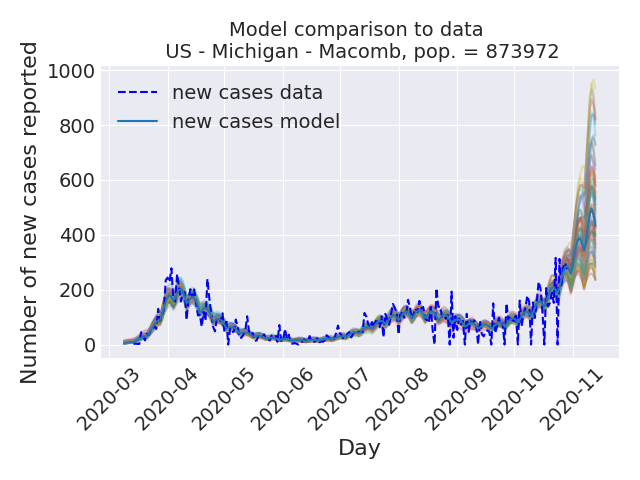 Model comparison to data
US - Michigan - Macomb, pop. = 873972
Number of new cases reported
1000
800
600
400
200
0
new cases data
new cases model
2020-03
2020-04
2020-05
2020-06
2020-07
2020-08
2020-09
2020-10
2020-11
Day